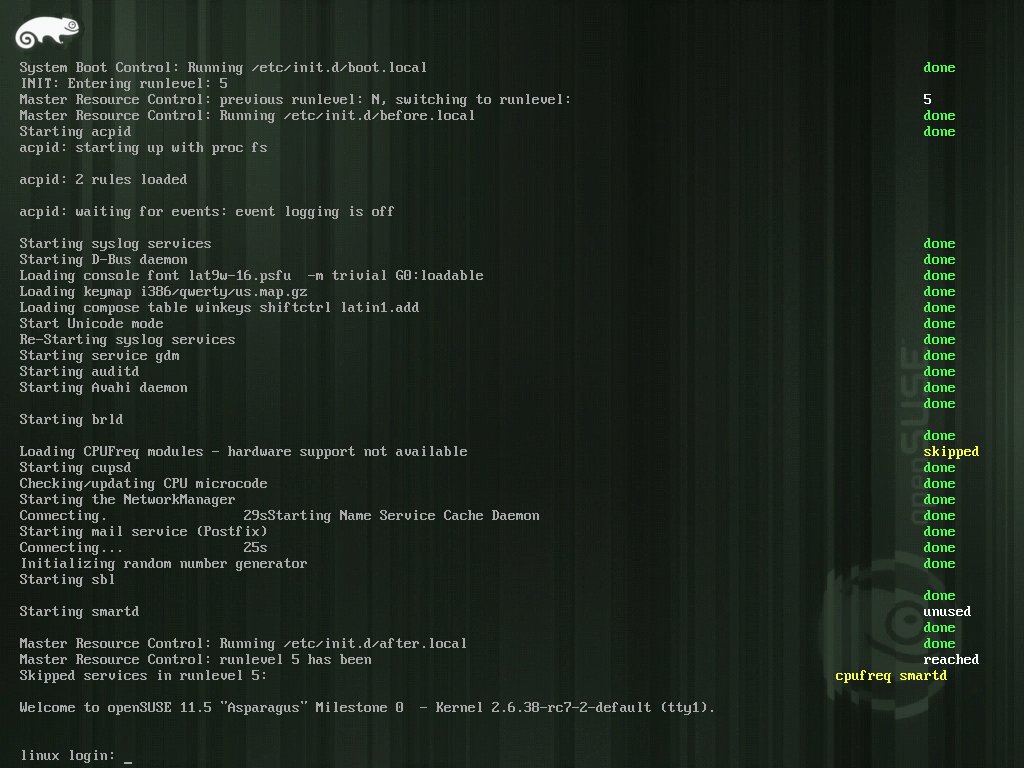 System Boot Control: Running /etc/init.d/boot.local done
INIT: Entering runlevel: 5
Master Resource Control: previous runlevel: N, switching to runlevel: 5
Master Resource Control: Running /etc/init.d/before.local done
Starting acpid done
acpid: starting up with proc fs
acpid: 2 rules loaded
acpid: waiting for events: event logging is off
Starting syslog services done
Starting D-Bus daemon done
Loading console font lat9w-16.psfu  -m trivial G0:loadable done
Loading keymap i386/qwerty/us.map.gz done
Loading compose table winkeys shiftctrl latin1.add done
Start Unicode mode done
Re-Starting syslog services done
Starting service gdm done
Starting auditd done
Starting Avahi daemon done
done
Starting brld
done
Loading CPUFreq modules - hardware support not available skipped
Starting cupsd done
Checking/updating CPU microcode done
Starting the NetworkManager done
Connecting. 29sStarting Name Service Cache Daemon done
Starting mail service (Postfix) done
Connecting... 25s done
Initializing random number generator done
Starting sbl
done
Starting smartd unused
done
Master Resource Control: Running /etc/init.d/after.local done
Master Resource Control: runlevel 5 has been reached
Skipped services in runlevel 5: cpufreq smartd
Welcome to openSUSE 11.5 "Asparagus" Milestone 0  - Kernel 2.6.38-rc7-2-default (tty1).
linux login: _
openSUSE